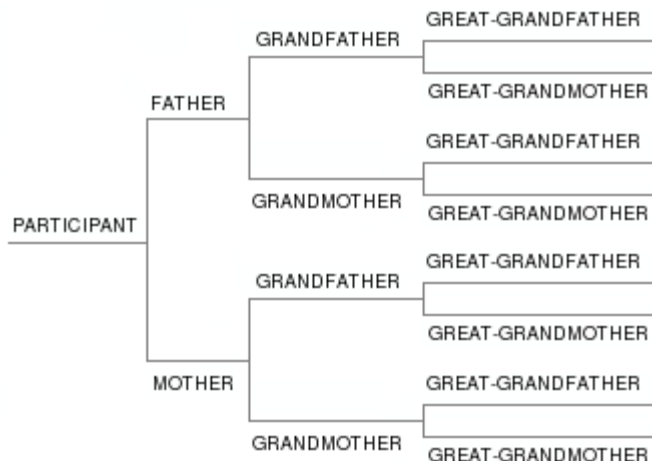 GREAT-GRANDFATHER
GRANDFATHER
GREAT-GRANDMOTHER
FATHER
GREAT-GRANDFATHER
GRANDMOTHER
GREAT-GRANDMOTHER
PARTICIPANT
GREAT-GRANDFATHER
GRANDFATHER
GREAT-GRANDMOTHER
MOTHER
GREAT-GRANDFATHER
GRANDMOTHER
GREAT-GRANDMOTHER